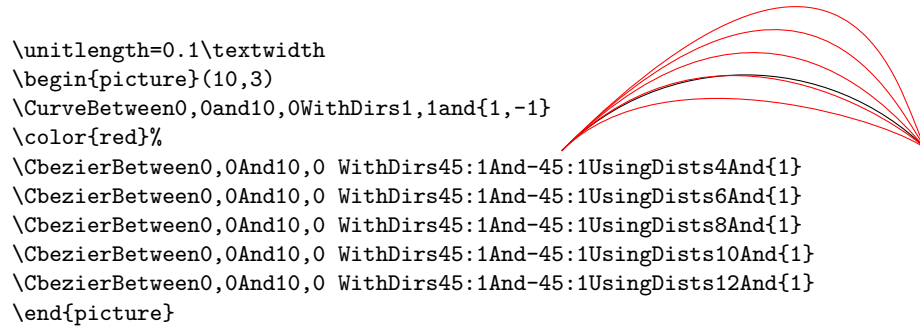 \unitlength=0.1\textwidth
\begin{picture}(10,3)
\CurveBetween0,0and10,0WithDirs1,1and{1,-1}
\color{red}%
\CbezierBetween0,0And10,0 WithDirs45:1And-45:1UsingDists4And{1}
\CbezierBetween0,0And10,0 WithDirs45:1And-45:1UsingDists6And{1}
\CbezierBetween0,0And10,0 WithDirs45:1And-45:1UsingDists8And{1}
\CbezierBetween0,0And10,0 WithDirs45:1And-45:1UsingDists10And{1}
\CbezierBetween0,0And10,0 WithDirs45:1And-45:1UsingDists12And{1}
\end{picture}